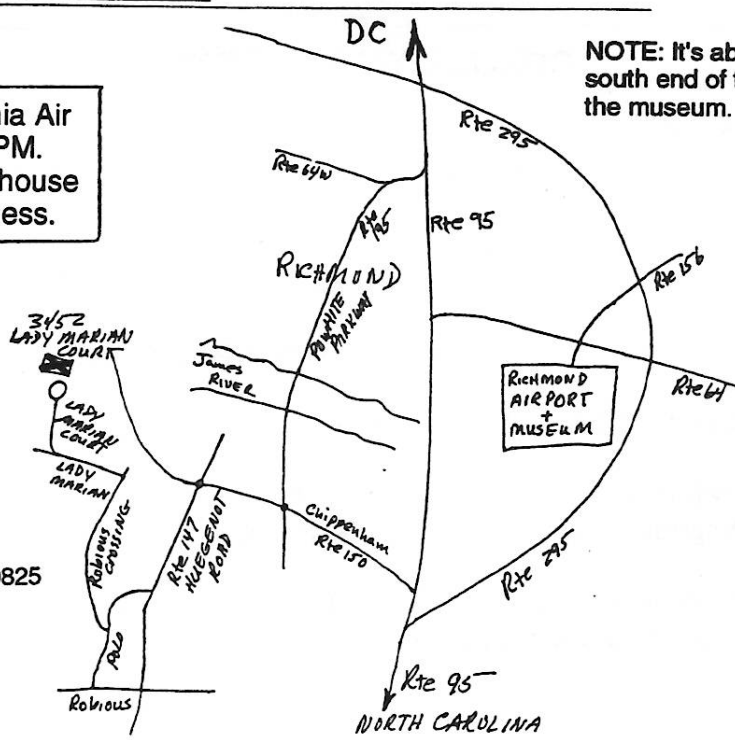 DC
NOTE: It's ab
south end of t
the museum.
nia Air
PM.
house
ess.
Rte 295
Rte 64W
Rte 195
Rte 95
RICHMOND
POWHITE
PARKWAY
Rte 156
3452
LADY MARIAN
COURT
James
RIVER
RICHMOND
AIRPORT
+
MUSEUM
Rte 64
LADY
MARIAN
COURT
LADY
MARIAN
Robious
CROSSING
Rte 147
HUEGENOT
ROAD
Chippenham
Rte 150
Rte 295
0825
POLO
Robious
Rte 95
NORTH CAROLINA